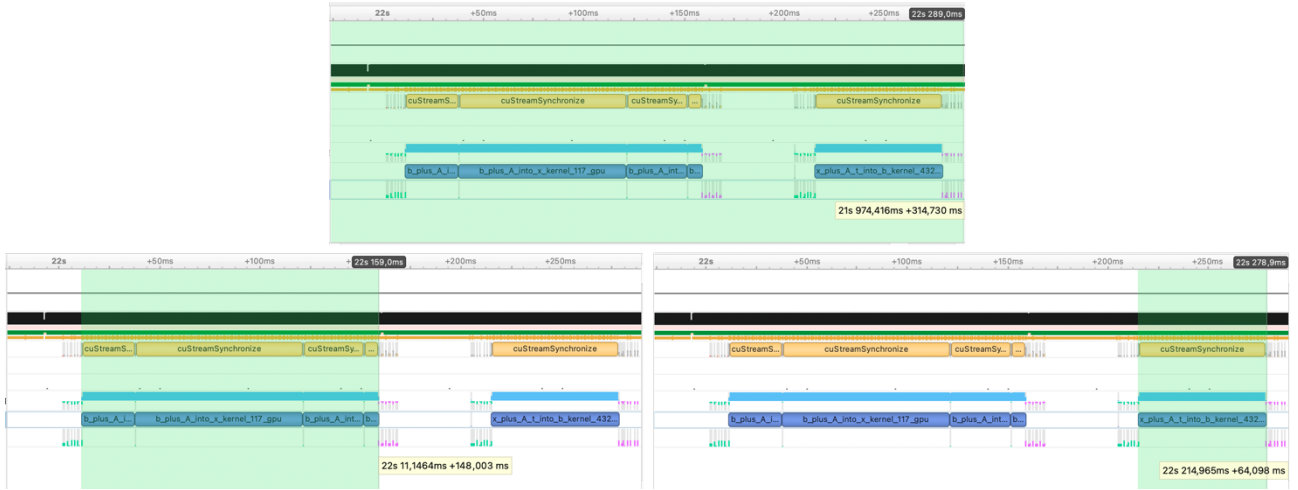 22s +50ms +100ms +150ms +200ms +250ms 22s 289,0ms
cuStreamS... cuStreamSynchronize cuStreamSy... ... cuStreamSynchronize
b_plus_A_i... b_plus_A_into_x_kernel_117_gpu b_plus_A_int... b... x_plus_A_t_into_b_kernel_432...
21s 974,416ms +314,730 ms
22s +50ms +100ms + 22s 159,0ms +200ms +250ms
cuStreamS... cuStreamSynchronize cuStreamSy... ... cuStreamSynchronize
b_plus_A_i... b_plus_A_into_x_kernel_117_gpu b_plus_A_int... b... x_plus_A_t_into_b_kernel_432...
22s 11,1464ms +148,003 ms
22s +50ms +100ms +150ms +200ms +250ms 22s 278,9ms
cuStreamS... cuStreamSynchronize cuStreamSy... ... cuStreamSynchronize
b_plus_A_i... b_plus_A_into_x_kernel_117_gpu b_plus_A_int... b... x_plus_A_t_into_b_kernel_432...
22s 214,965ms +64,098 ms